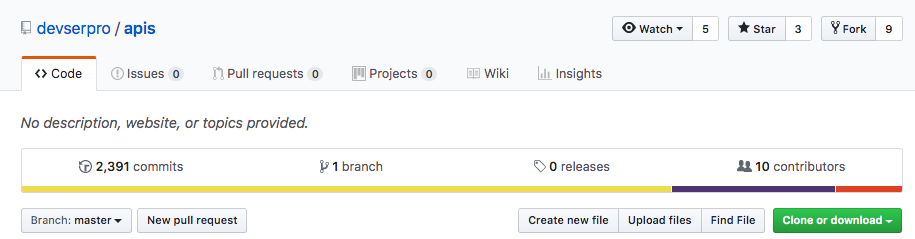 devserpro / apis Watch 5 Star 3 Fork 9
Code Issues 0 Pull requests 0 Projects 0 Wiki Insights
No description, website, or topics provided.
2,391 commits 1 branch 0 releases 10 contributors
Branch: master New pull request Create new file Upload files Find File Clone or download